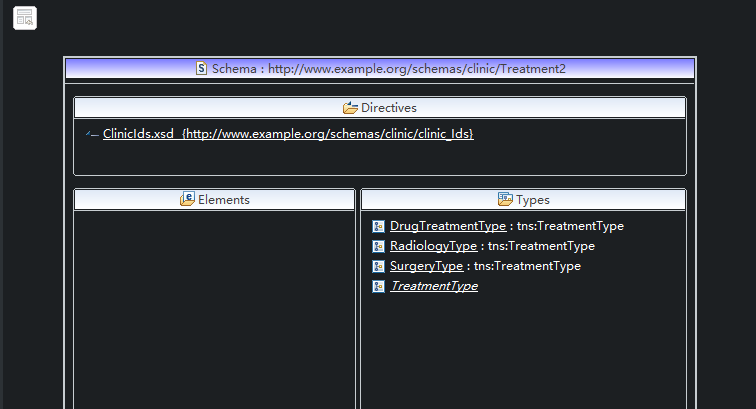 Schema : http://www.example.org/schemas/clinic/Treatment2
Directives
ClinicIds.xsd {http://www.example.org/schemas/clinic/clinic_Ids}
Elements
Types
DrugTreatmentType : tns:TreatmentType
RadiologyType : tns:TreatmentType
SurgeryType : tns:TreatmentType
TreatmentType